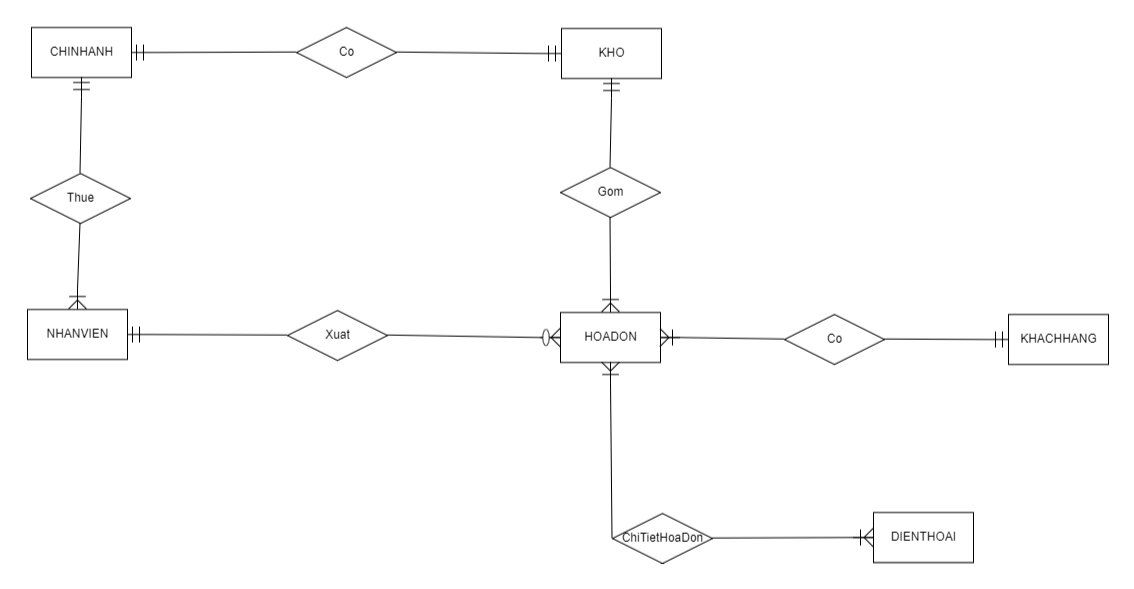 CHINHANH
Co
KHO
Thue
Gom
NHANVIEN
Xuat
HOADON
Co
KHACHHANG
ChiTietHoaDon
DIENTHOAI